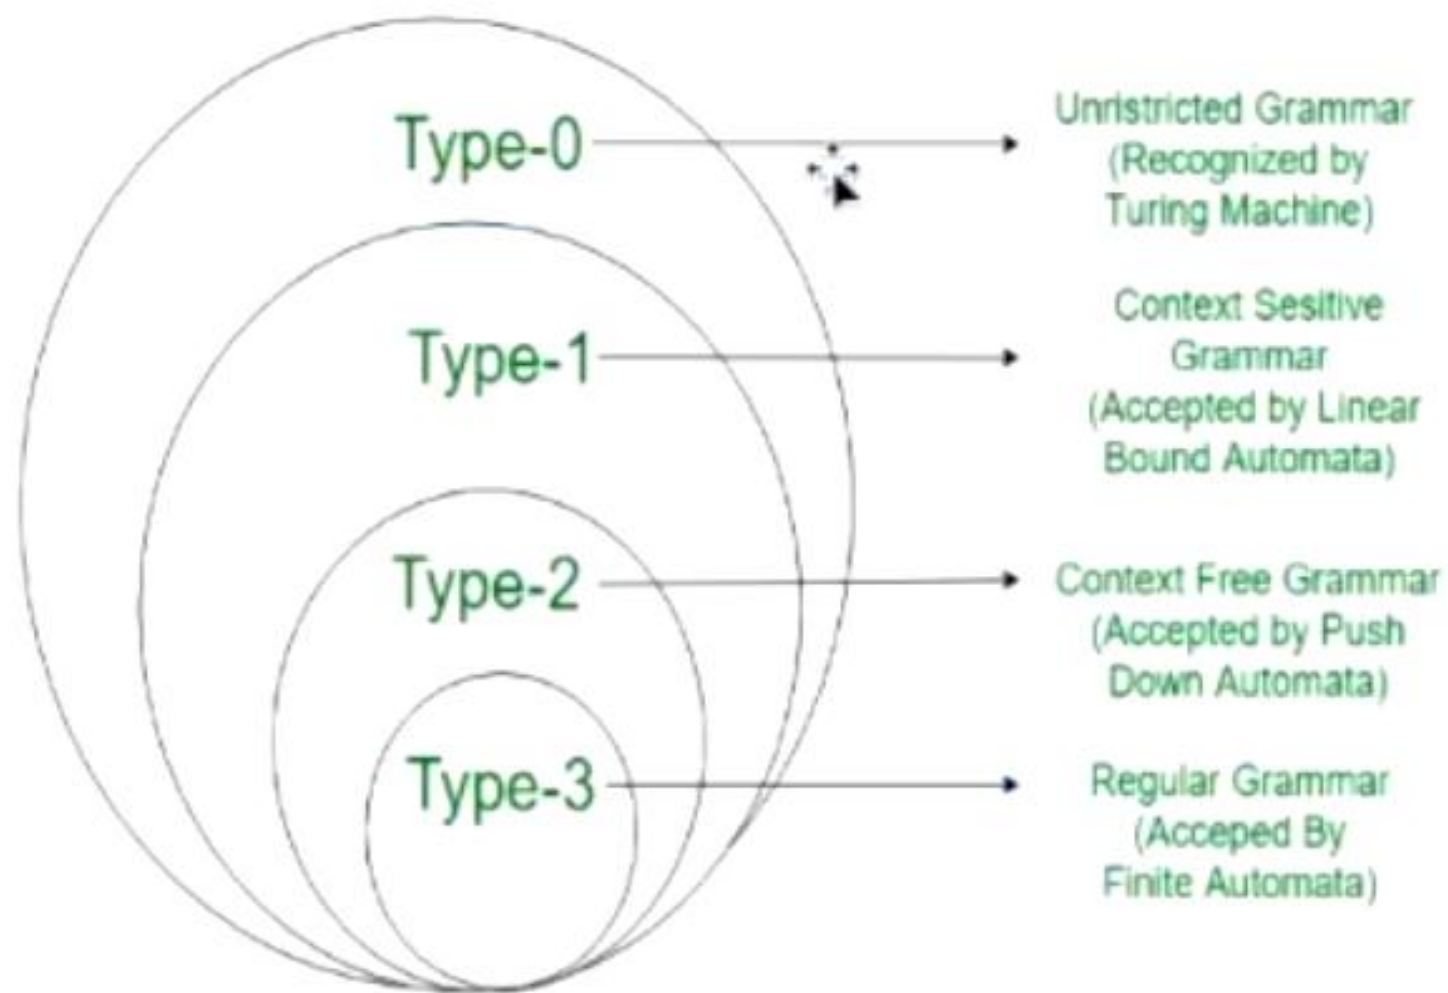 Type-0
Unristricted Grammar
(Recognized by
Turing Machine)
Type-1
Context Sesitive
Grammar
(Accepted by Linear
Bound Automata)
Type-2
Context Free Grammar
(Accepted by Push
Down Automata)
Type-3
Regular Grammar
(Acceped By
Finite Automata)